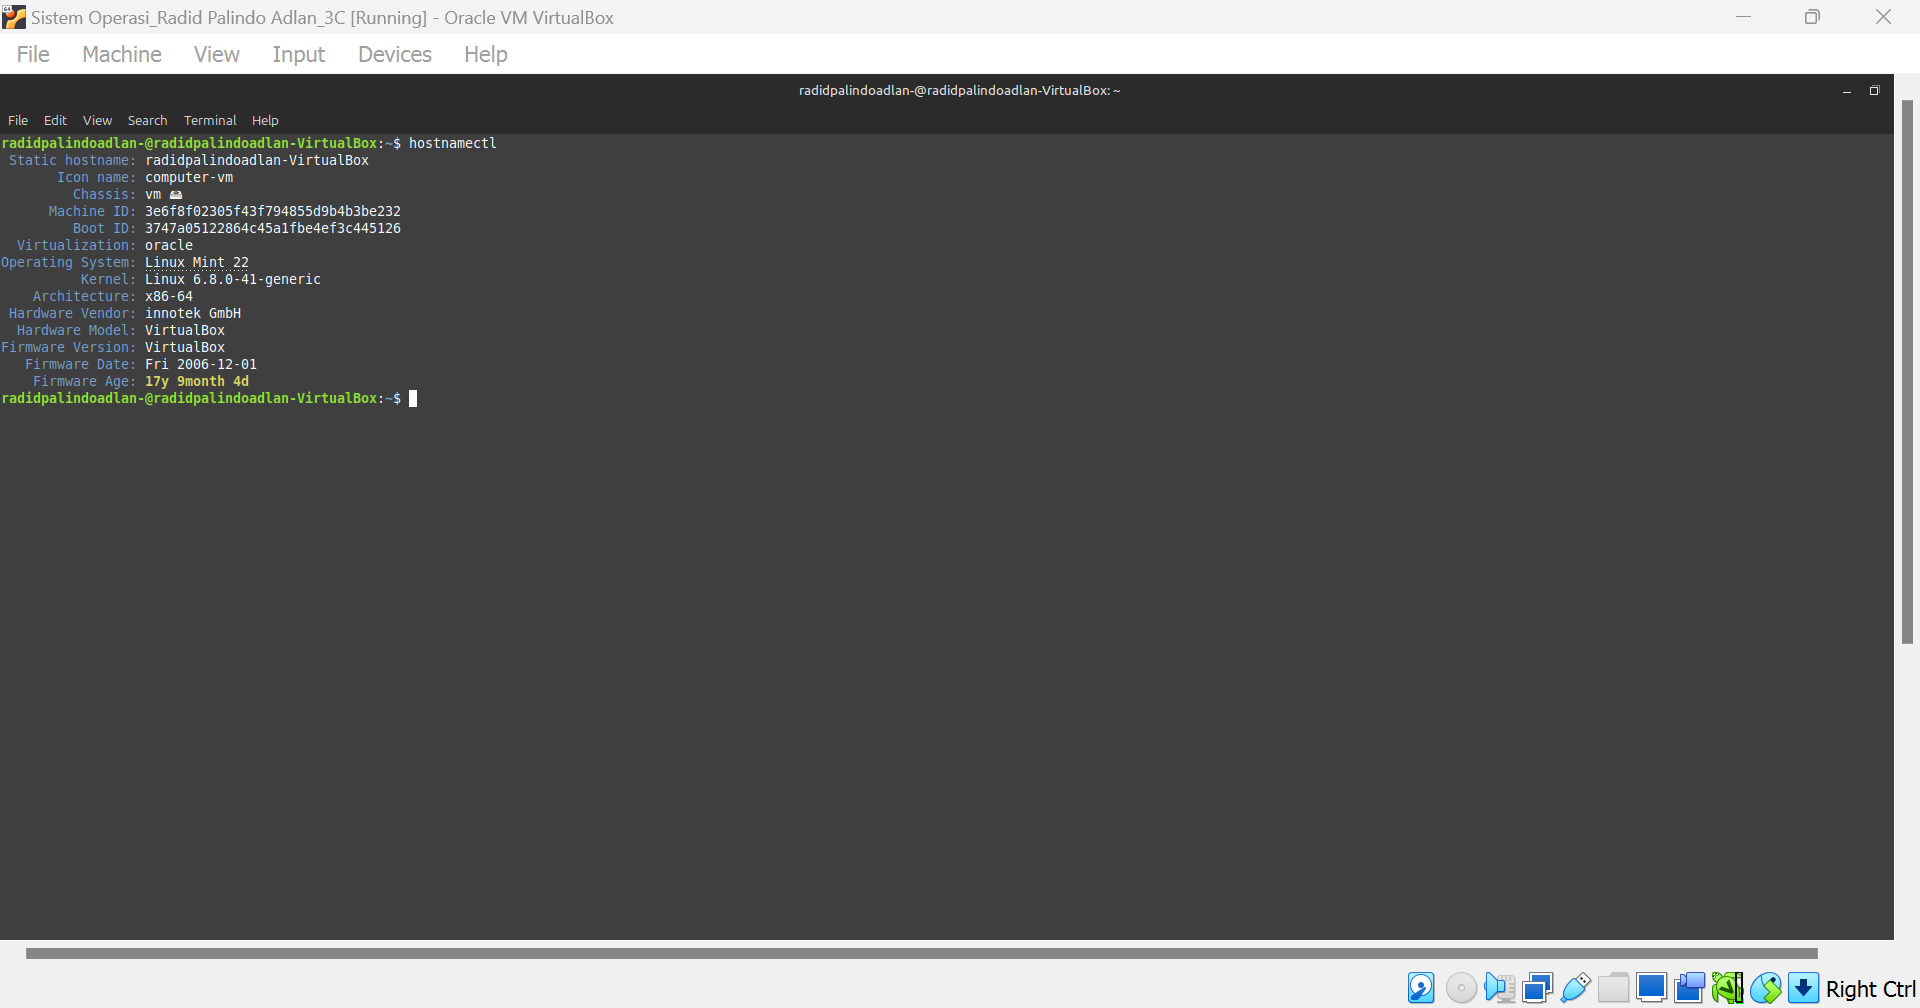 Sistem Operasi_Radid Palindo Adlan_3C [Running] - Oracle VM VirtualBox
File Machine View Input Devices Help
radidpalindoadlan-@radidpalindoadlan-VirtualBox: ~
File Edit View Search Terminal Help
radidpalindoadlan-@radidpalindoadlan-VirtualBox:~$ hostnamectl
Static hostname: radidpalindoadlan-VirtualBox
Icon name: computer-vm
Chassis: vm 🖴
Machine ID: 3e6f8f02305f43f794855d9b4b3be232
Boot ID: 3747a05122864c45a1fbe4ef3c445126
Virtualization: oracle
Operating System: Linux Mint 22
Kernel: Linux 6.8.0-41-generic
Architecture: x86-64
Hardware Vendor: innotek GmbH
Hardware Model: VirtualBox
Firmware Version: VirtualBox
Firmware Date: Fri 2006-12-01
Firmware Age: 17y 9month 4d
radidpalindoadlan-@radidpalindoadlan-VirtualBox:~$
Right Ctrl